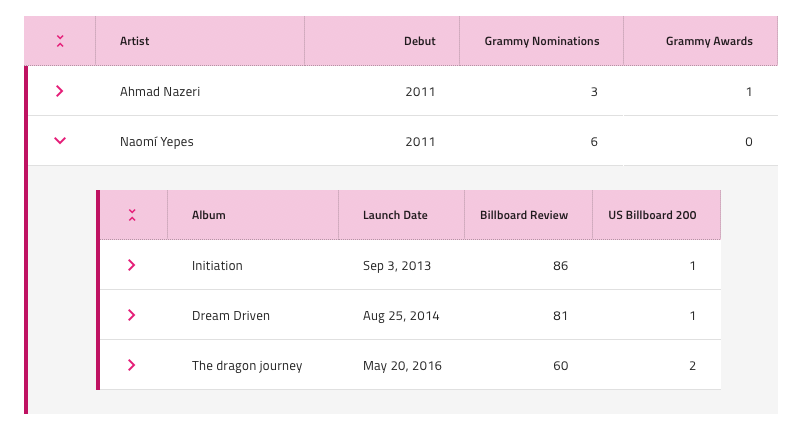 Artist Debut Grammy Nominations Grammy Awards
Ahmad Nazeri 2011 3 1
Naomí Yepes 2011 6 0
Album Launch Date Billboard Review US Billboard 200
Initiation Sep 3, 2013 86 1
Dream Driven Aug 25, 2014 81 1
The dragon journey May 20, 2016 60 2